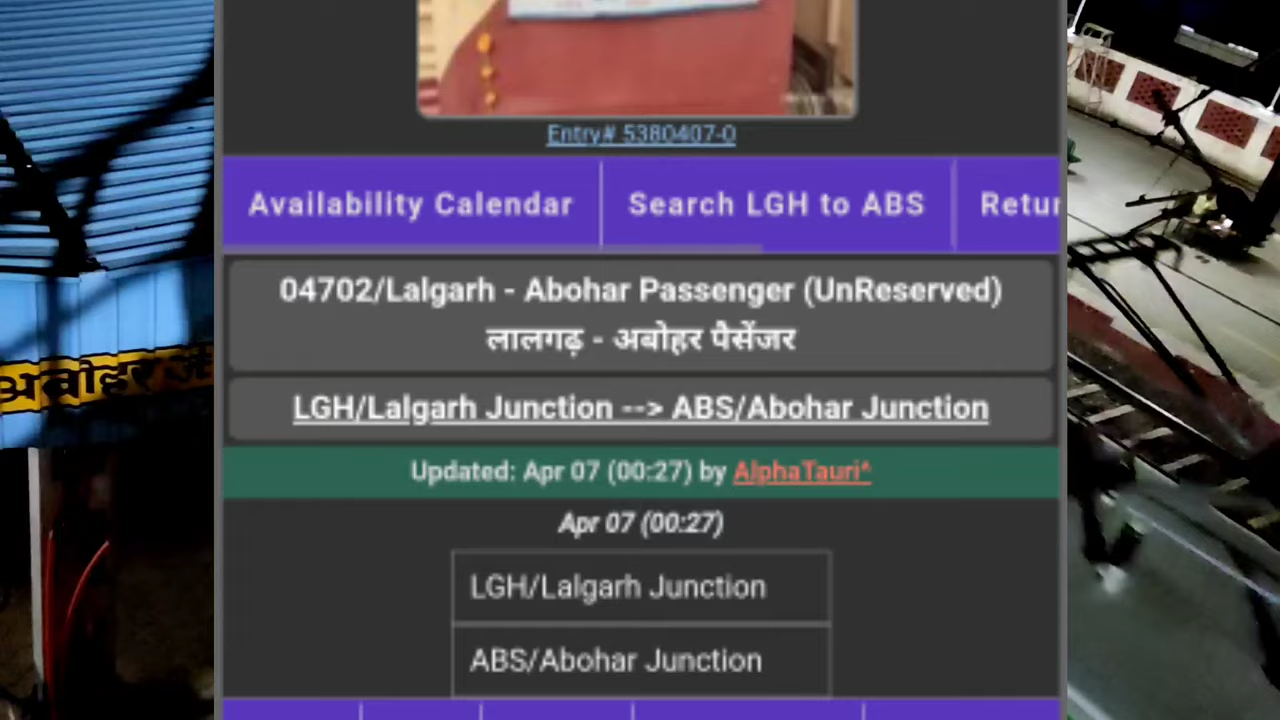 Entry# 5380407-0
Availability Calendar
Search LGH to ABS
Retur
04702/Lalgarh - Abohar Passenger (UnReserved)
लालगढ़ - अबोहर पैसेंजर
LGH/Lalgarh Junction --> ABS/Abohar Junction
अबोहर जं
Updated: Apr 07 (00:27) by AlphaTauri^
Apr 07 (00:27)
LGH/Lalgarh Junction
ABS/Abohar Junction